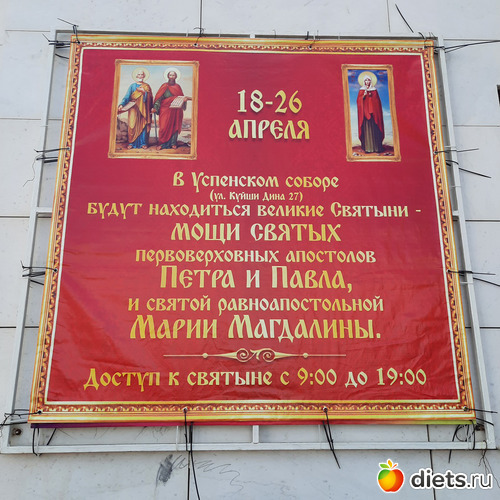 18-26
АПРЕЛЯ
В Успенском соборе
(ул. Куйши Дина 27)
будут находиться великие Святыни -
мощи святых
первоверховных апостолов
Петра и Павла,
и святой равноапостольной
Марии Магдалины.
Доступ к святыне с 9:00 до 19:00
diets.ru